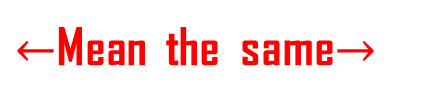 ←Mean the same→